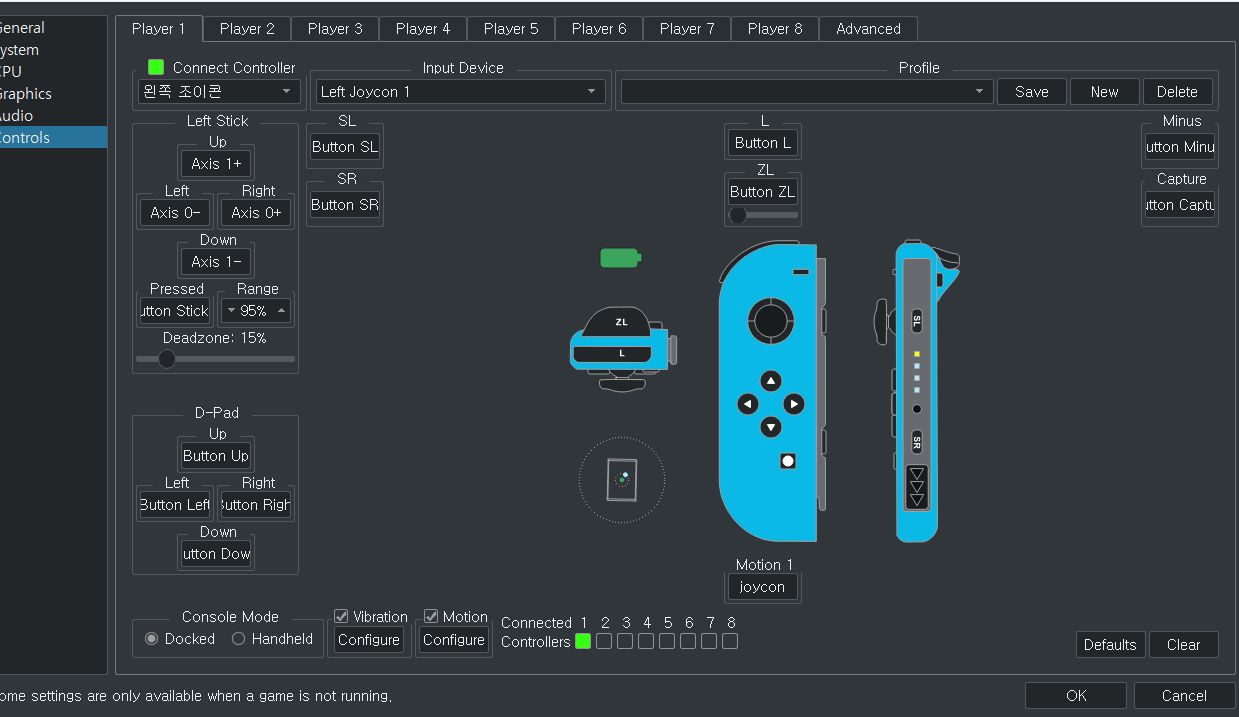 General
System
CPU
Graphics
Audio
Controls
Player 1 Player 2 Player 3 Player 4 Player 5 Player 6 Player 7 Player 8 Advanced
Connect Controller Input Device Profile
왼쪽 조이콘 Left Joycon 1 Save New Delete
Left Stick SL L Minus
Up Button SL Button L utton Minu
Axis 1+
Left Right SR ZL Capture
Axis 0- Axis 0+ Button SR Button ZL utton Captu
Down
Axis 1-
Pressed Range
utton Stick 95%
Deadzone: 15%
ZL
L
SL
SR
D-Pad
Up
Button Up
Left Right
Button Left Button Righ
Down
utton Dow
Motion 1
joycon
Console Mode Vibration Motion Connected 1 2 3 4 5 6 7 8
Docked Handheld Configure Configure Controllers
Defaults Clear
ome settings are only available when a game is not running.
OK Cancel